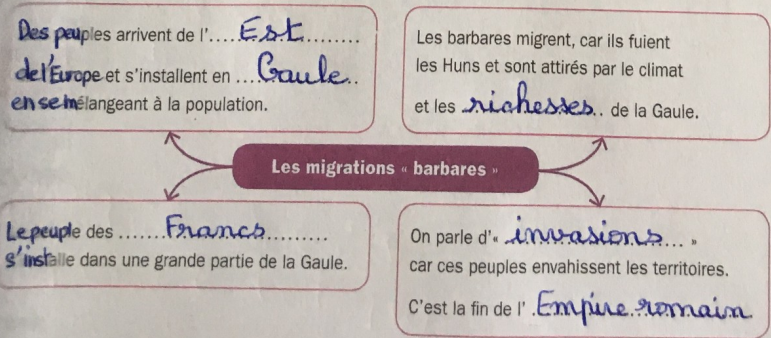 Des peuples arrivent de l'....Est.........
de l'Europe et s'installent en ....Gaule..
en se mélangeant à la population.
Les barbares migrent, car ils fuient
les Huns et sont attirés par le climat
et les richesses.. de la Gaule.
Les migrations « barbares »
Le peuple des .......Francs..........
s'installe dans une grande partie de la Gaule.
On parle d'« invasions... »
car ces peuples envahissent les territoires.
C'est la fin de l' .Empire romain